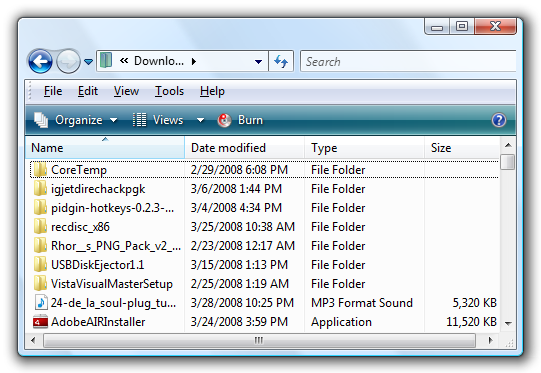 « Downlo... Search
File Edit View Tools Help
Organize Views Burn
Name Date modified Type Size
CoreTemp 2/29/2008 6:08 PM File Folder
igjetdirechackpgk 3/6/2008 1:44 PM File Folder
pidgin-hotkeys-0.2.3-... 3/4/2008 4:34 PM File Folder
recdisc_x86 3/25/2008 10:38 AM File Folder
Rhor__s_PNG_Pack_v2_... 2/23/2008 12:17 AM File Folder
USBDiskEjector1.1 3/15/2008 1:13 PM File Folder
VistaVisualMasterSetup 2/25/2008 1:19 AM File Folder
24-de_la_soul-plug_tu... 3/28/2008 10:25 PM MP3 Format Sound 5,320 KB
AdobeAIRInstaller 3/24/2008 3:59 PM Application 11,520 KB